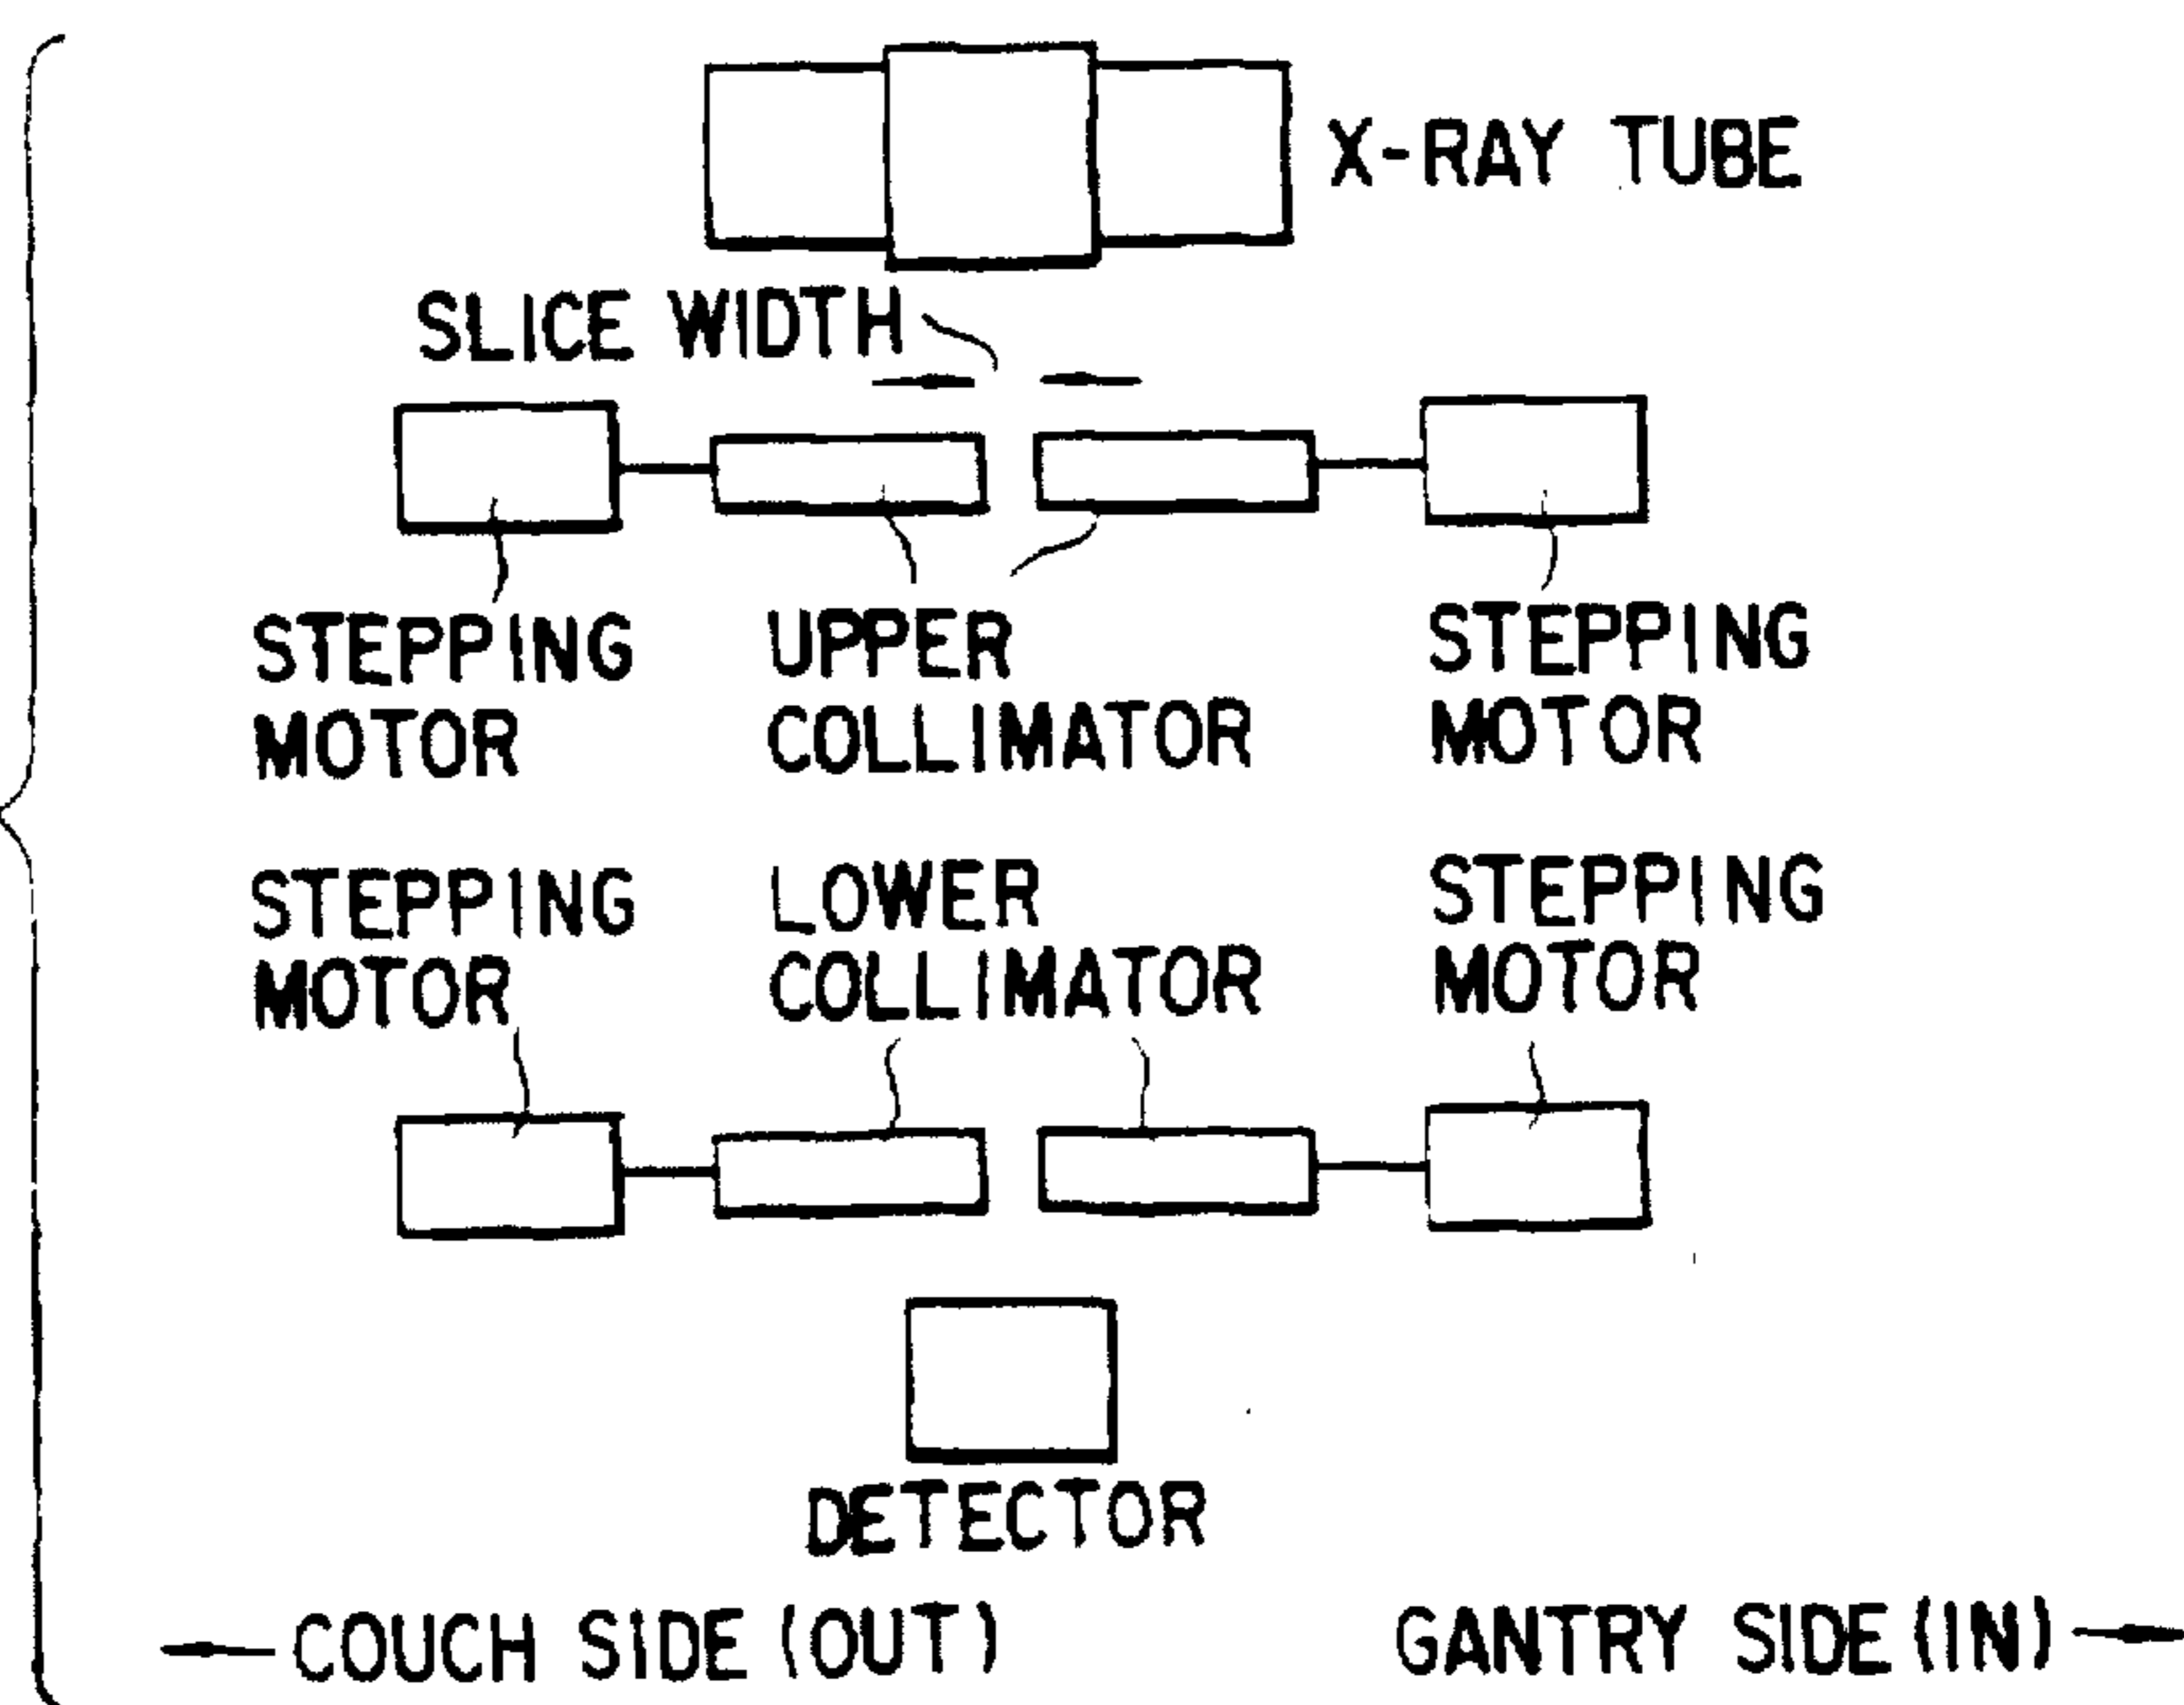 X-RAY TUBE
SLICE WIDTH
STEPPING
MOTOR
UPPER
COLLIMATOR
STEPPING
MOTOR
STEPPING
MOTOR
LOWER
COLLIMATOR
STEPPING
MOTOR
DETECTOR
COUCH SIDE (OUT)
GANTRY SIDE (IN)